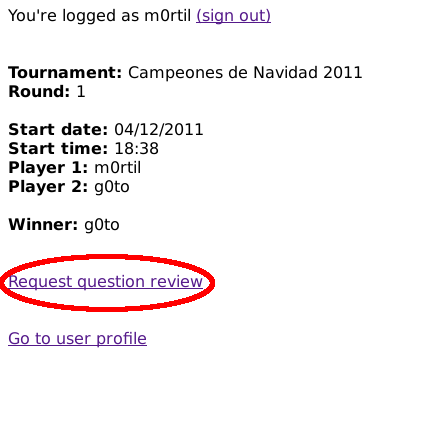 You're logged as m0rtil (sign out)
Tournament: Campeones de Navidad 2011
Round: 1
Start date: 04/12/2011
Start time: 18:38
Player 1: m0rtil
Player 2: g0to
Winner: g0to
Request question review
Go to user profile